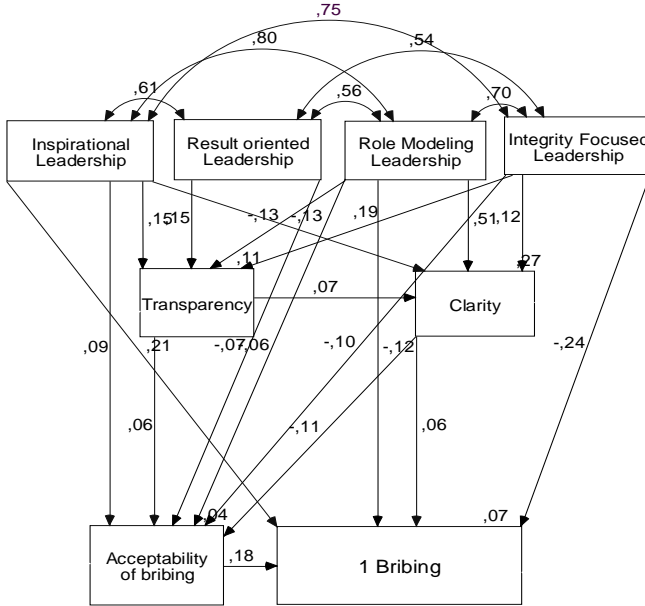 ,75
,80
,54
,61
,56
,70
Inspirational
Leadership
Result oriented
Leadership
Role Modeling
Leadership
Integrity Focused
Leadership
,15
,15
-,13
-,13
,19
,51
,12
,11
,27
Transparency
,07
Clarity
,09
,21
-,07
-,06
-,10
-,12
-,24
,06
-,11
,06
,04
,07
Acceptability
of bribing
,18
1 Bribing